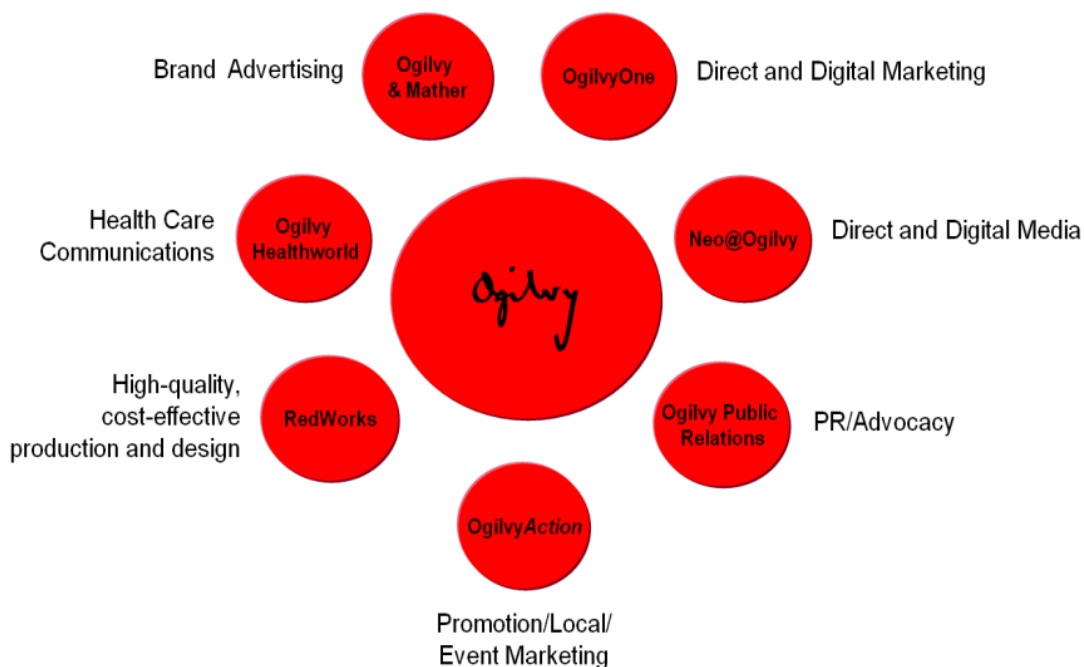 Brand Advertising
Ogilvy
& Mather
OgilvyOne
Direct and Digital Marketing
Health Care
Communications
Ogilvy
Healthworld
Ogilvy
Neo@Ogilvy
Direct and Digital Media
High-quality,
cost-effective
production and design
RedWorks
Ogilvy Public
Relations
PR/Advocacy
OgilvyAction
Promotion/Local/
Event Marketing